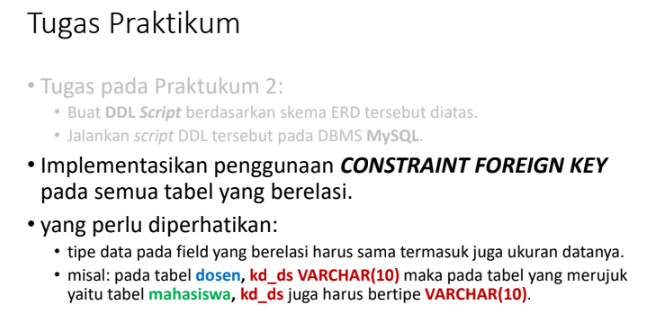 Tugas Praktikum
• Tugas pada Praktukum 2:
• Buat DDL Script berdasarkan skema ERD tersebut diatas.
• Jalankan script DDL tersebut pada DBMS MySQL.
• Implementasikan penggunaan CONSTRAINT FOREIGN KEY
pada semua tabel yang berelasi.
• yang perlu diperhatikan:
• tipe data pada field yang berelasi harus sama termasuk juga ukuran datanya.
• misal: pada tabel dosen, kd_ds VARCHAR(10) maka pada tabel yang merujuk
yaitu tabel mahasiswa, kd_ds juga harus bertipe VARCHAR(10).